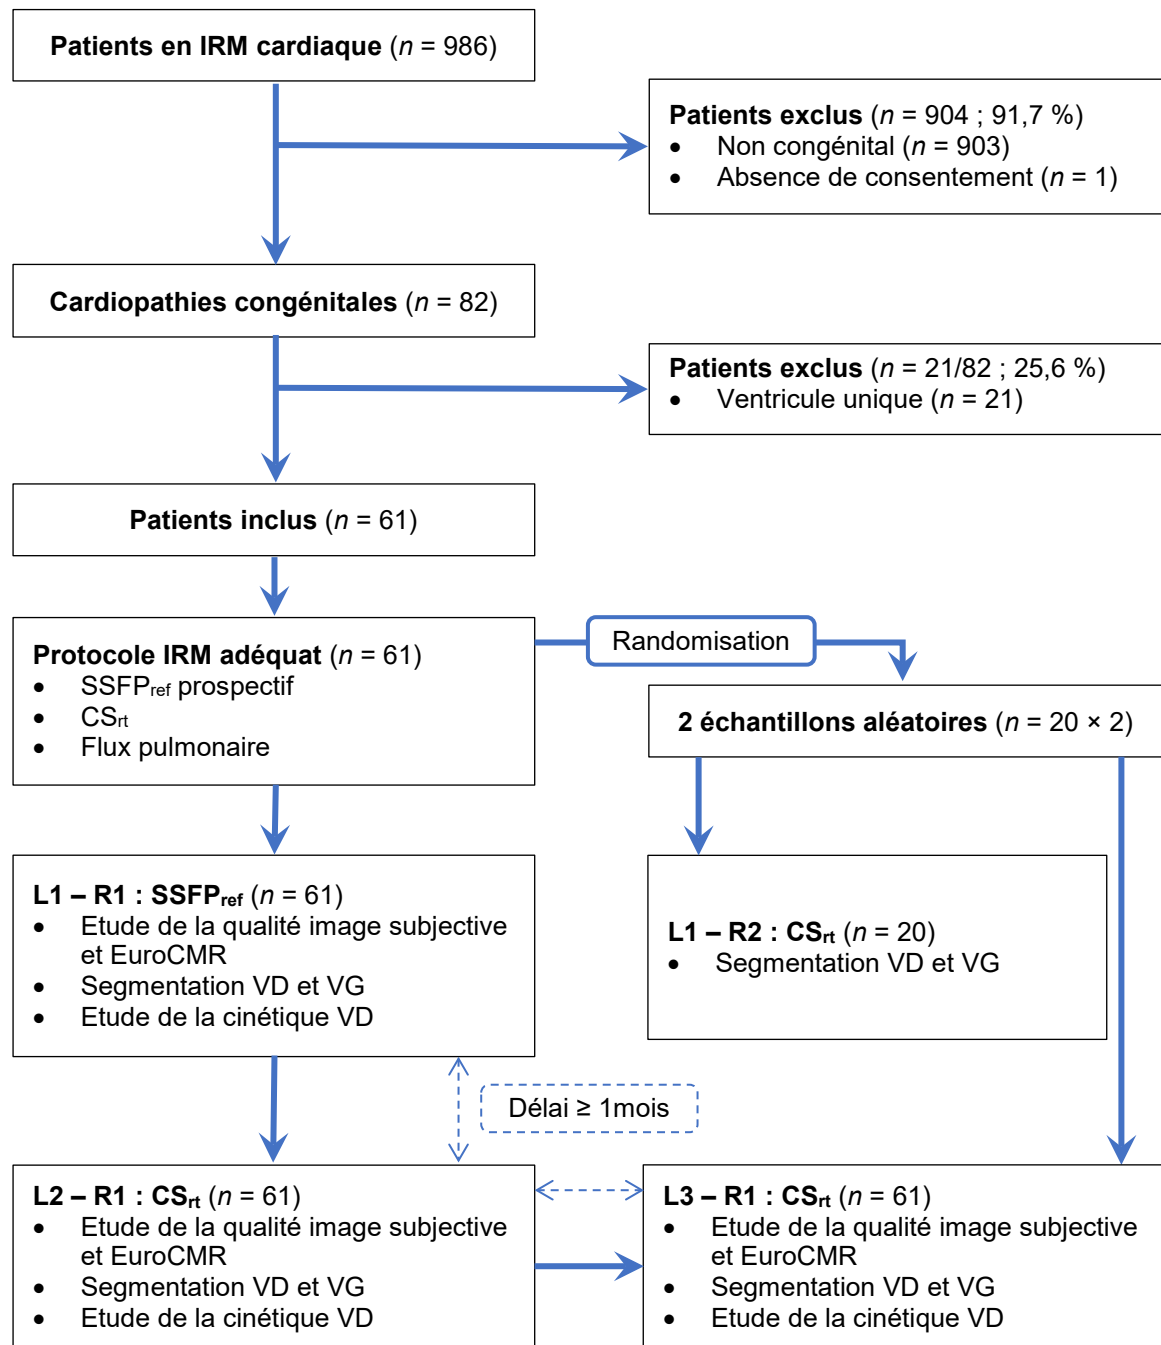 Patients en IRM cardiaque (n = 986)
Patients exclus (n = 904 ; 91,7 %)
• Non congénital (n = 903)
• Absence de consentement (n = 1)
Cardiopathies congénitales (n = 82)
Patients exclus (n = 21/82 ; 25,6 %)
• Ventricule unique (n = 21)
Patients inclus (n = 61)
Protocole IRM adéquat (n = 61)
• SSFPref prospectif
• CSrt
• Flux pulmonaire
Randomisation
2 échantillons aléatoires (n = 20 × 2)
L1 – R1 : SSFPref (n = 61)
• Etude de la qualité image subjective
et EuroCMR
• Segmentation VD et VG
• Etude de la cinétique VD
L1 – R2 : CSrt (n = 20)
• Segmentation VD et VG
Délai ≥ 1mois
L2 – R1 : CSrt (n = 61)
• Etude de la qualité image subjective
et EuroCMR
• Segmentation VD et VG
• Etude de la cinétique VD
L3 – R1 : CSrt (n = 61)
• Etude de la qualité image subjective
et EuroCMR
• Segmentation VD et VG
• Etude de la cinétique VD